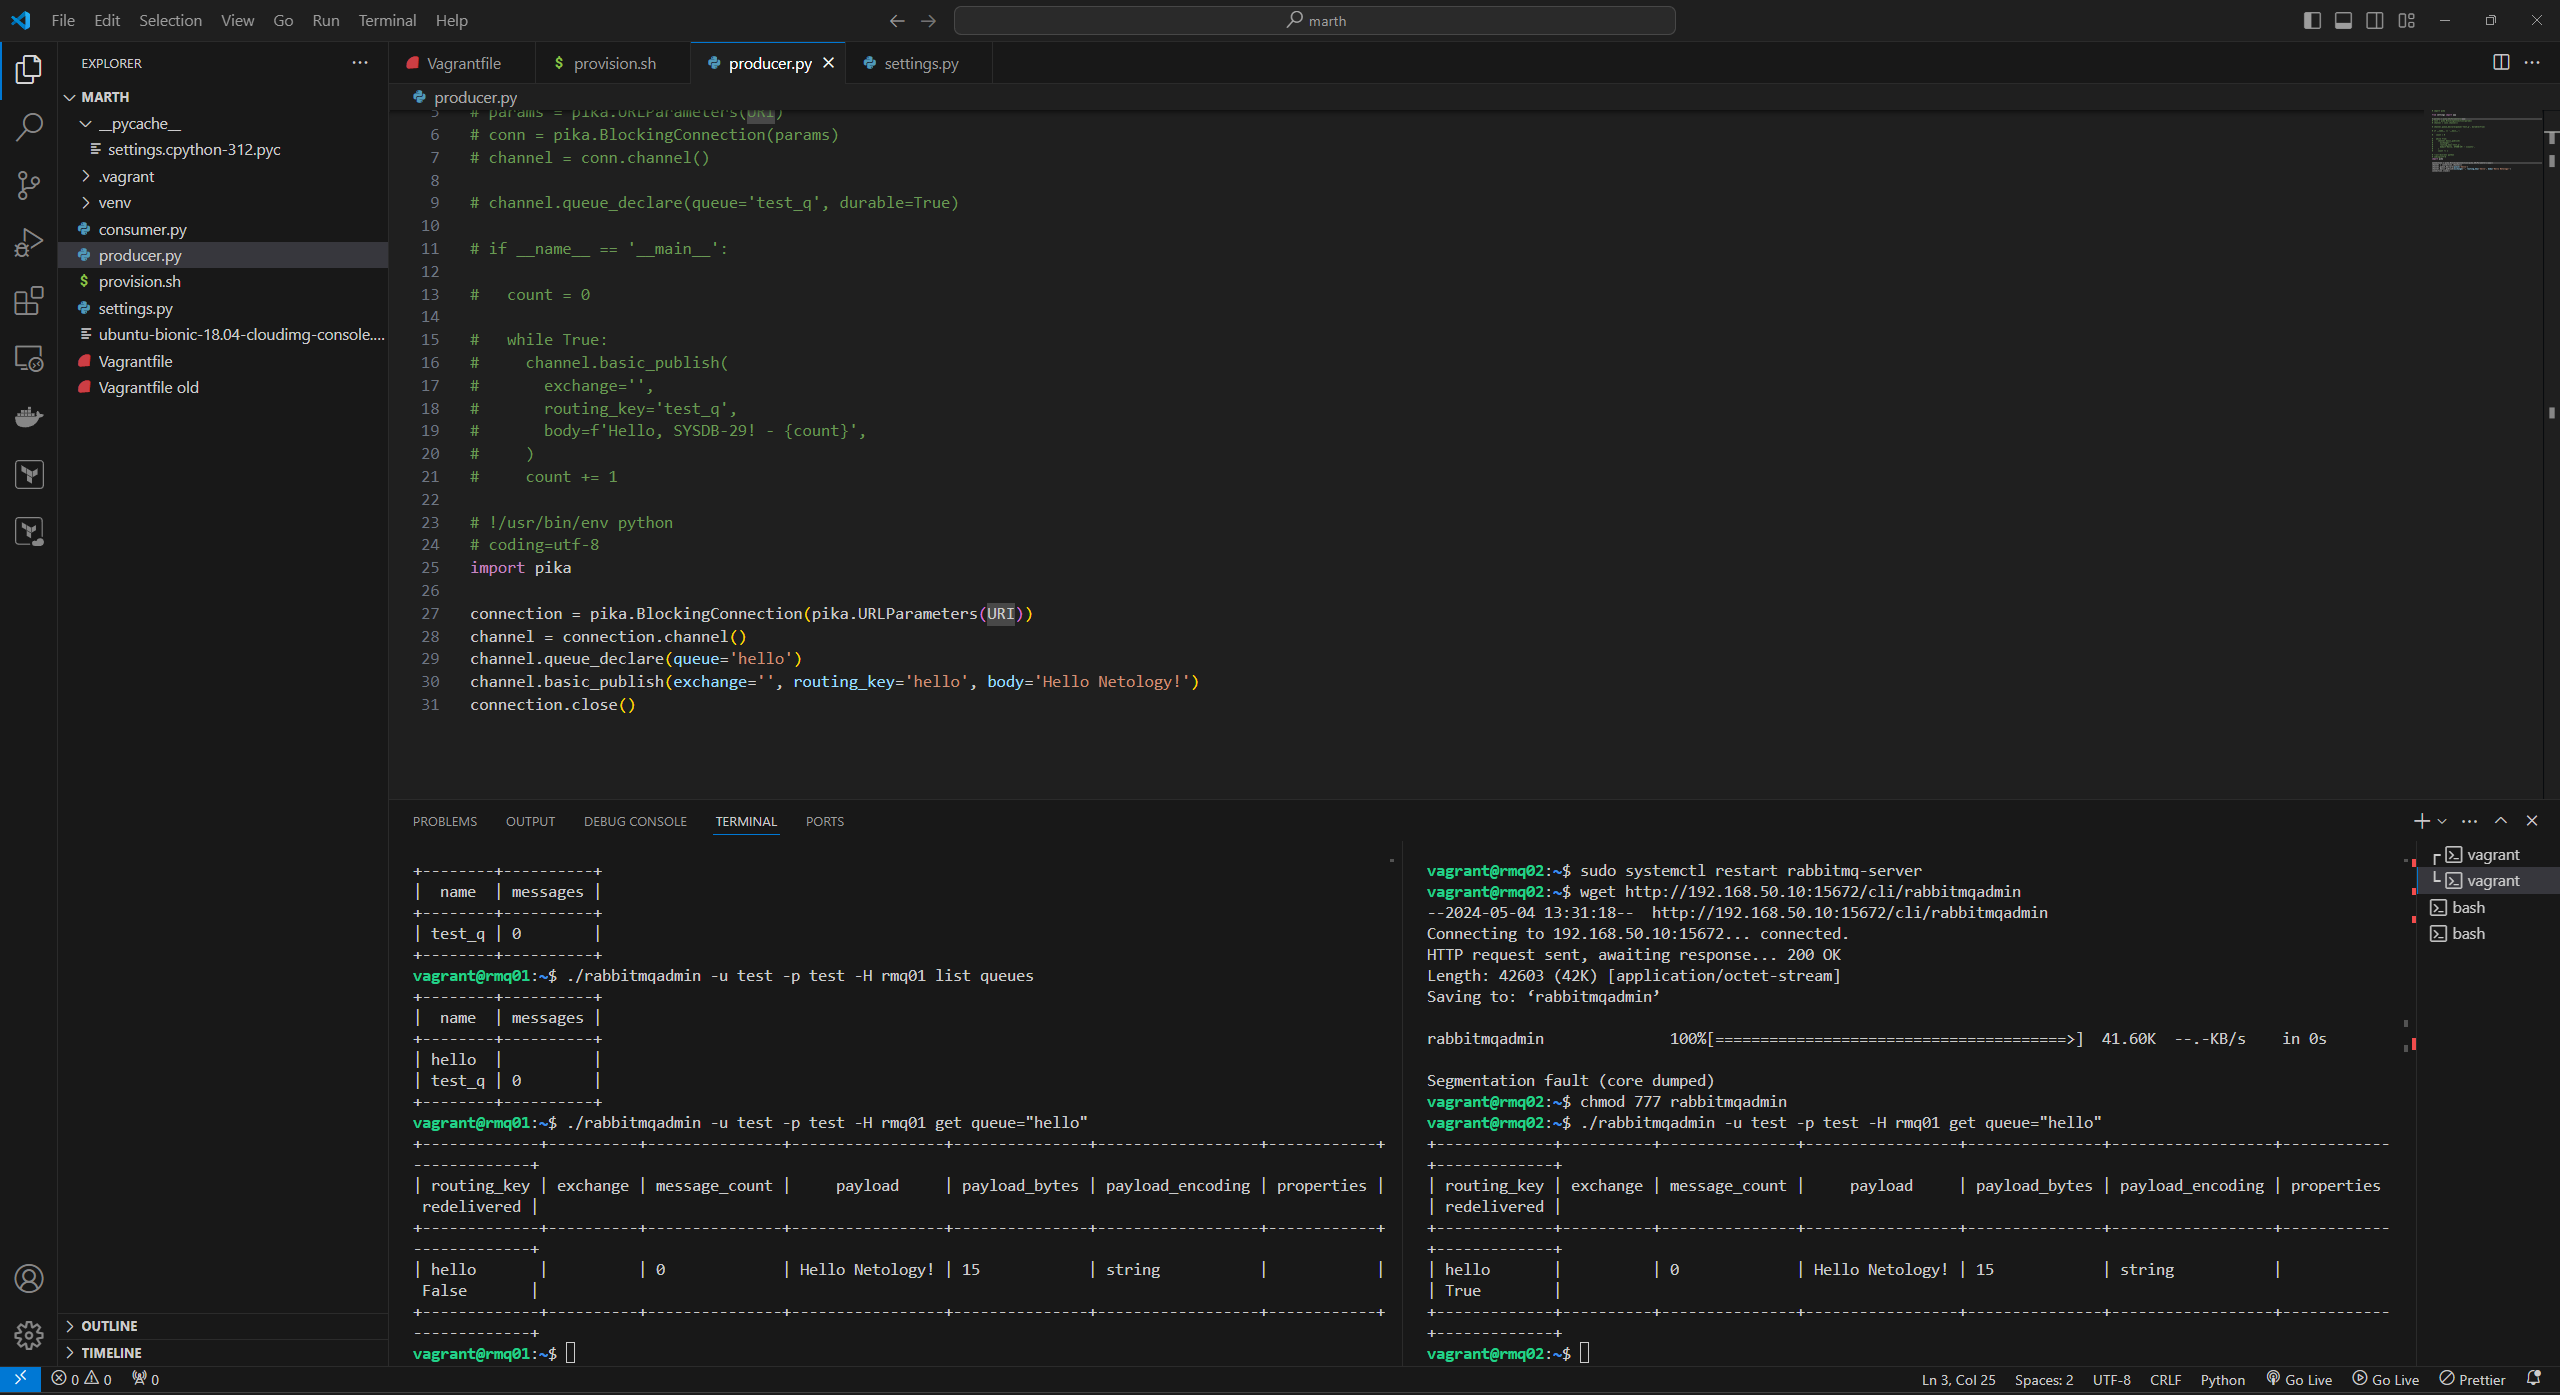 File Edit Selection View Go Run Terminal Help
marth
EXPLORER
MARTH
__pycache__
settings.cpython-312.pyc
.vagrant
venv
consumer.py
producer.py
provision.sh
settings.py
ubuntu-bionic-18.04-cloudimg-console....
Vagrantfile
Vagrantfile old
OUTLINE
TIMELINE
Vagrantfile
$ provision.sh
producer.py
settings.py
producer.py
5 # params = pika.URLParameters(URI)
6 # conn = pika.BlockingConnection(params)
7 # channel = conn.channel()
8
9 # channel.queue_declare(queue='test_q', durable=True)
10
11 # if __name__ == '__main__':
12
13 #   count = 0
14
15 #   while True:
16 #     channel.basic_publish(
17 #       exchange='',
18 #       routing_key='test_q',
19 #       body=f'Hello, SYSDB-29! - {count}',
20 #     )
21 #     count += 1
22
23 # !/usr/bin/env python
24 # coding=utf-8
25 import pika
26
27 connection = pika.BlockingConnection(pika.URLParameters(URI))
28 channel = connection.channel()
29 channel.queue_declare(queue='hello')
30 channel.basic_publish(exchange='', routing_key='hello', body='Hello Netology!')
31 connection.close()
PROBLEMS OUTPUT DEBUG CONSOLE TERMINAL PORTS
+--------+----------+
|  name  | messages |
+--------+----------+
| test_q | 0        |
+--------+----------+
vagrant@rmq01:~$ ./rabbitmqadmin -u test -p test -H rmq01 list queues
+--------+----------+
|  name  | messages |
+--------+----------+
| hello  |          |
| test_q | 0        |
+--------+----------+
vagrant@rmq01:~$ ./rabbitmqadmin -u test -p test -H rmq01 get queue="hello"
+-------------+----------+---------------+-----------------+---------------+------------------+------------+
-------------+
| routing_key | exchange | message_count |     payload     | payload_bytes | payload_encoding | properties |
 redelivered |
+-------------+----------+---------------+-----------------+---------------+------------------+------------+
-------------+
| hello       |          | 0             | Hello Netology! | 15            | string           |            |
 False       |
+-------------+----------+---------------+-----------------+---------------+------------------+------------+
-------------+
vagrant@rmq01:~$
vagrant@rmq02:~$ sudo systemctl restart rabbitmq-server
vagrant@rmq02:~$ wget http://192.168.50.10:15672/cli/rabbitmqadmin
--2024-05-04 13:31:18--  http://192.168.50.10:15672/cli/rabbitmqadmin
Connecting to 192.168.50.10:15672... connected.
HTTP request sent, awaiting response... 200 OK
Length: 42603 (42K) [application/octet-stream]
Saving to: ‘rabbitmqadmin’
rabbitmqadmin              100%[=======================================>]  41.60K  --.-KB/s    in 0s
Segmentation fault (core dumped)
vagrant@rmq02:~$ chmod 777 rabbitmqadmin
vagrant@rmq02:~$ ./rabbitmqadmin -u test -p test -H rmq01 get queue="hello"
+-------------+----------+---------------+-----------------+---------------+------------------+------------
+-------------+
| routing_key | exchange | message_count |     payload     | payload_bytes | payload_encoding | properties
| redelivered |
+-------------+----------+---------------+-----------------+---------------+------------------+------------
+-------------+
| hello       |          | 0             | Hello Netology! | 15            | string           |
| True        |
+-------------+----------+---------------+-----------------+---------------+------------------+------------
+-------------+
vagrant@rmq02:~$
vagrant
vagrant
bash
bash
0 0 0
Ln 3, Col 25 Spaces: 2 UTF-8 CRLF Python Go Live Go Live Prettier